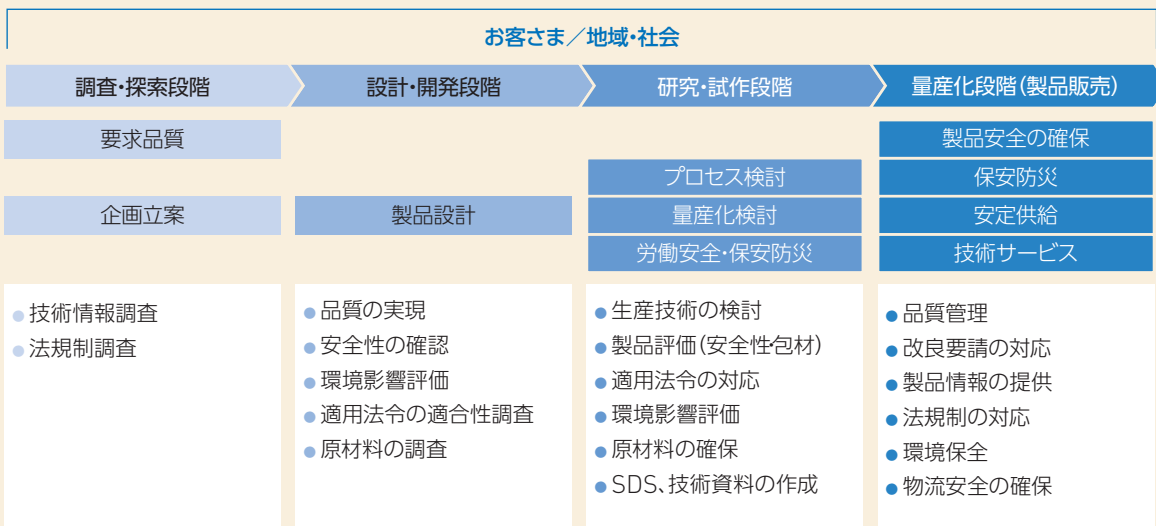 お客さま／地域・社会
調査・探索段階
設計・開発段階
研究・試作段階
量産化段階(製品販売)
要求品質
企画立案
製品設計
プロセス検討
量産化検討
労働安全・保安防災
製品安全の確保
保安防災
安定供給
技術サービス
●技術情報調査
●法規制調査
●品質の実現
●安全性の確認
●環境影響評価
●適用法令の適合性調査
●原材料の調査
●生産技術の検討
●製品評価(安全性・包材)
●適用法令の対応
●環境影響評価
●原材料の確保
●SDS、技術資料の作成
●品質管理
●改良要請の対応
●製品情報の提供
●法規制の対応
●環境保全
●物流安全の確保